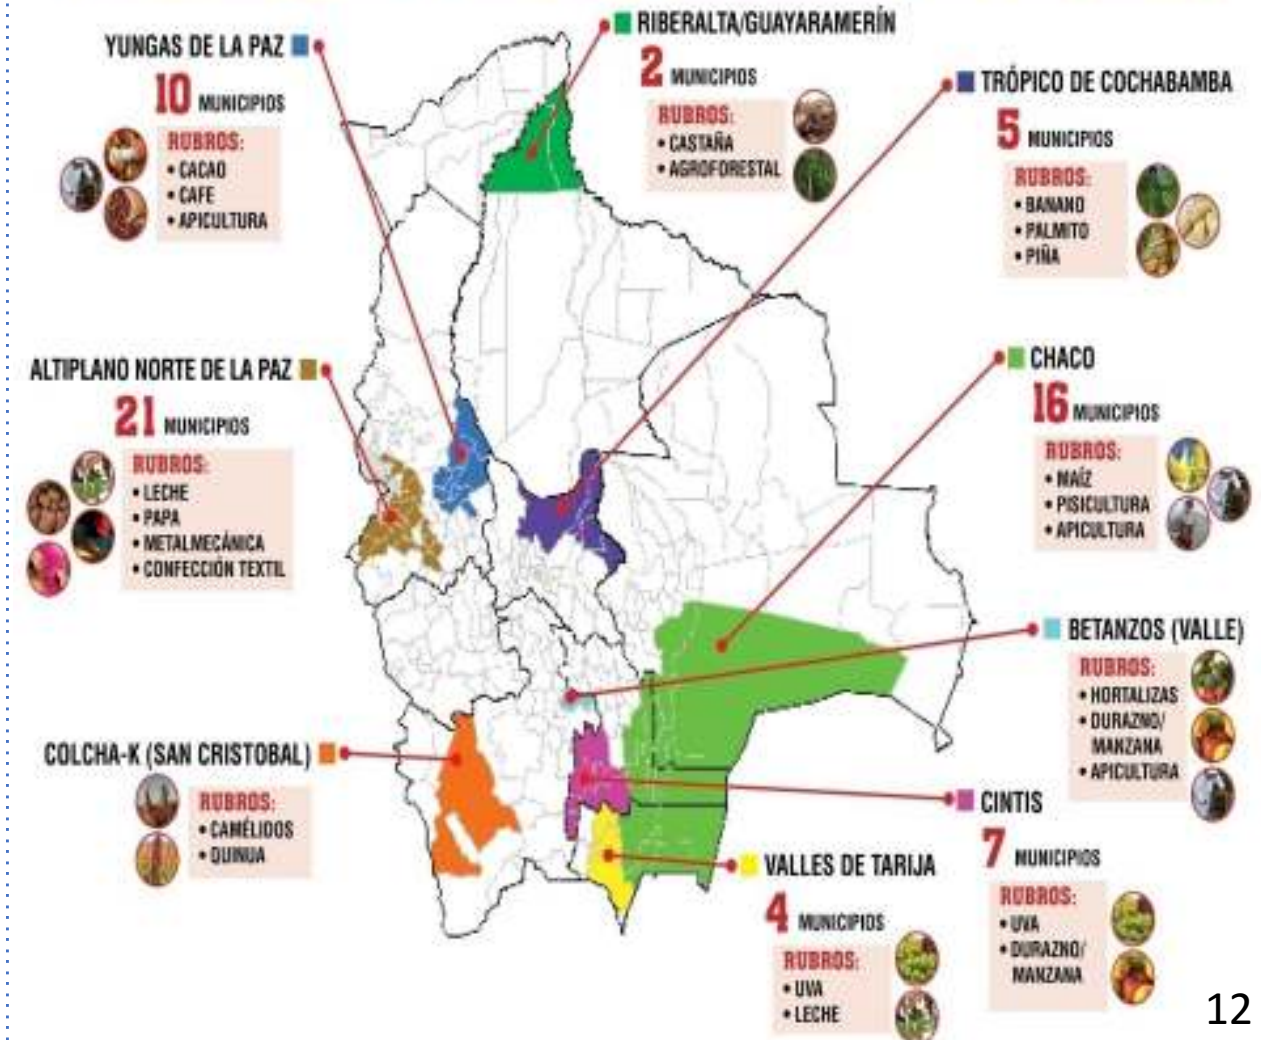 YUNGAS DE LA PAZ
10 MUNICIPIOS
RUBROS:
• CACAO
• CAFE
• APICULTURA
RIBERALTA/GUAYARAMERÍN
2 MUNICIPIOS
RUBROS:
• CASTAÑA
• AGROFORESTAL
TRÓPICO DE COCHABAMBA
5 MUNICIPIOS
RUBROS:
• BANANO
• PALMITO
• PIÑA
ALTIPLANO NORTE DE LA PAZ
21 MUNICIPIOS
RUBROS:
• LECHE
• PAPA
• METALMECÁNICA
• CONFECCIÓN TEXTIL
CHACO
16 MUNICIPIOS
RUBROS:
• MAÍZ
• PISICULTURA
• APICULTURA
BETANZOS (VALLE)
RUBROS:
• HORTALIZAS
• DURAZNO/
MANZANA
• APICULTURA
COLCHA-K (SAN CRISTOBAL)
RUBROS:
• CAMÉLIDOS
• QUINUA
CINTIS
7 MUNICIPIOS
RUBROS:
• UVA
• DURAZNO/
MANZANA
VALLES DE TARIJA
4 MUNICIPIOS
RUBROS:
• UVA
• LECHE
12